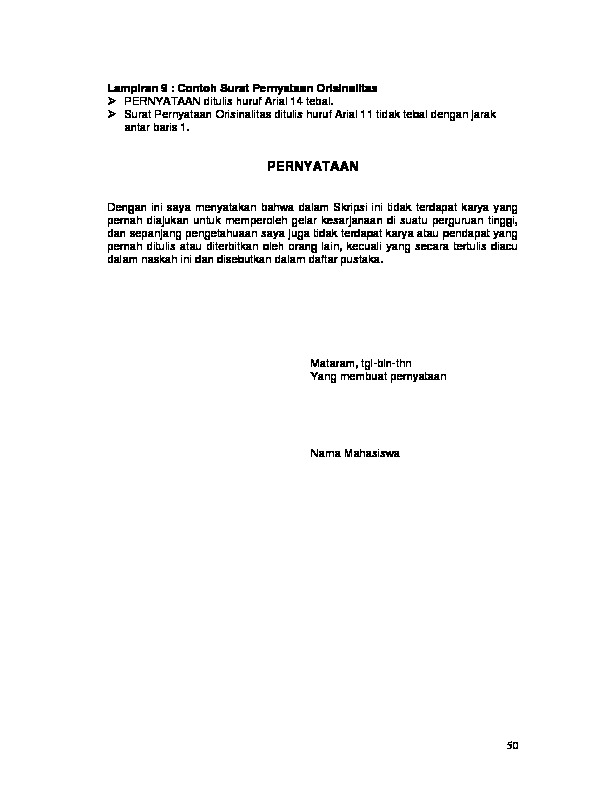 Lampiran 9 : Contoh Surat Pernyataan Orisinalitas
➢ PERNYATAAN ditulis huruf Arial 14 tebal.
➢ Surat Pernyataan Orisinalitas ditulis huruf Arial 11 tidak tebal dengan jarak
antar baris 1.
PERNYATAAN
Dengan ini saya menyatakan bahwa dalam Skripsi ini tidak terdapat karya yang
pernah diajukan untuk memperoleh gelar kesarjanaan di suatu perguruan tinggi,
dan sepanjang pengetahuaan saya juga tidak terdapat karya atau pendapat yang
pernah ditulis atau diterbitkan oleh orang lain, kecuali yang secara tertulis diacu
dalam naskah ini dan disebutkan dalam daftar pustaka.
Mataram, tgl-bln-thn
Yang membuat pernyataan
Nama Mahasiswa
50